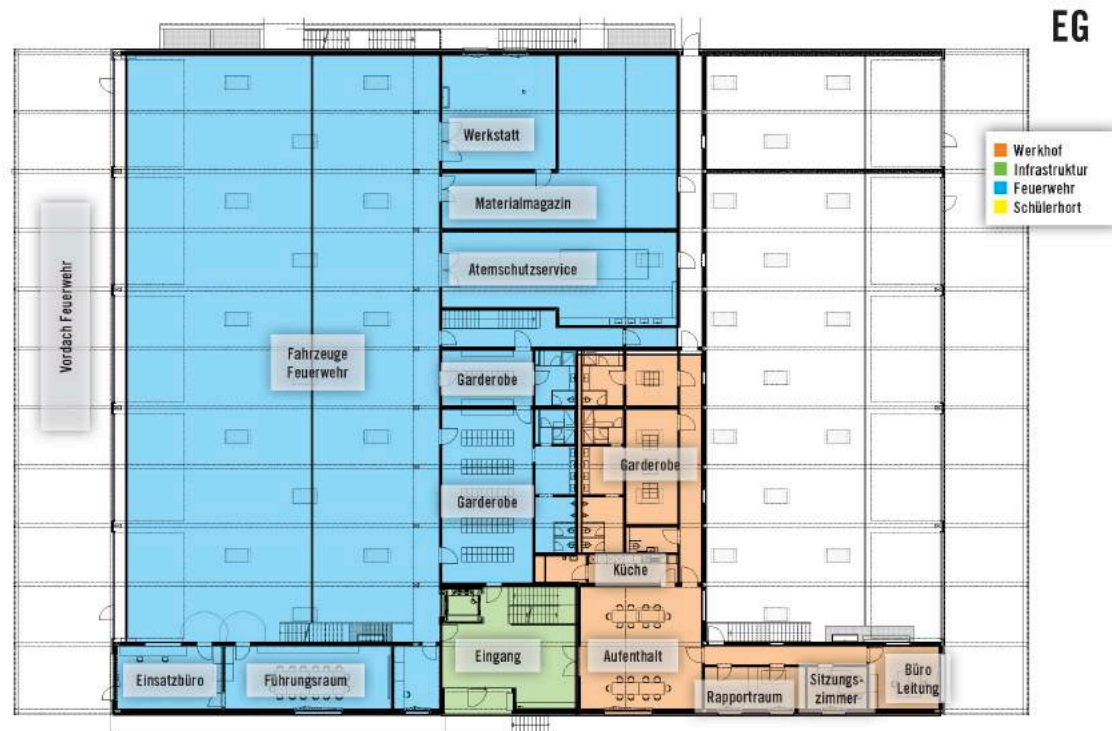 EG
Werkhof
Infrastruktur
Feuerwehr
Schülerhort
Werkstatt
Materialmagazin
Atemschutzservice
Vordach Feuerwehr
Fahrzeuge
Feuerwehr
Garderobe
Garderobe
Garderobe
Küche
Einsatzbüro
Führungsraum
Eingang
Aufenthalt
Rapportraum
Sitzungs-
zimmer
Büro
Leitung